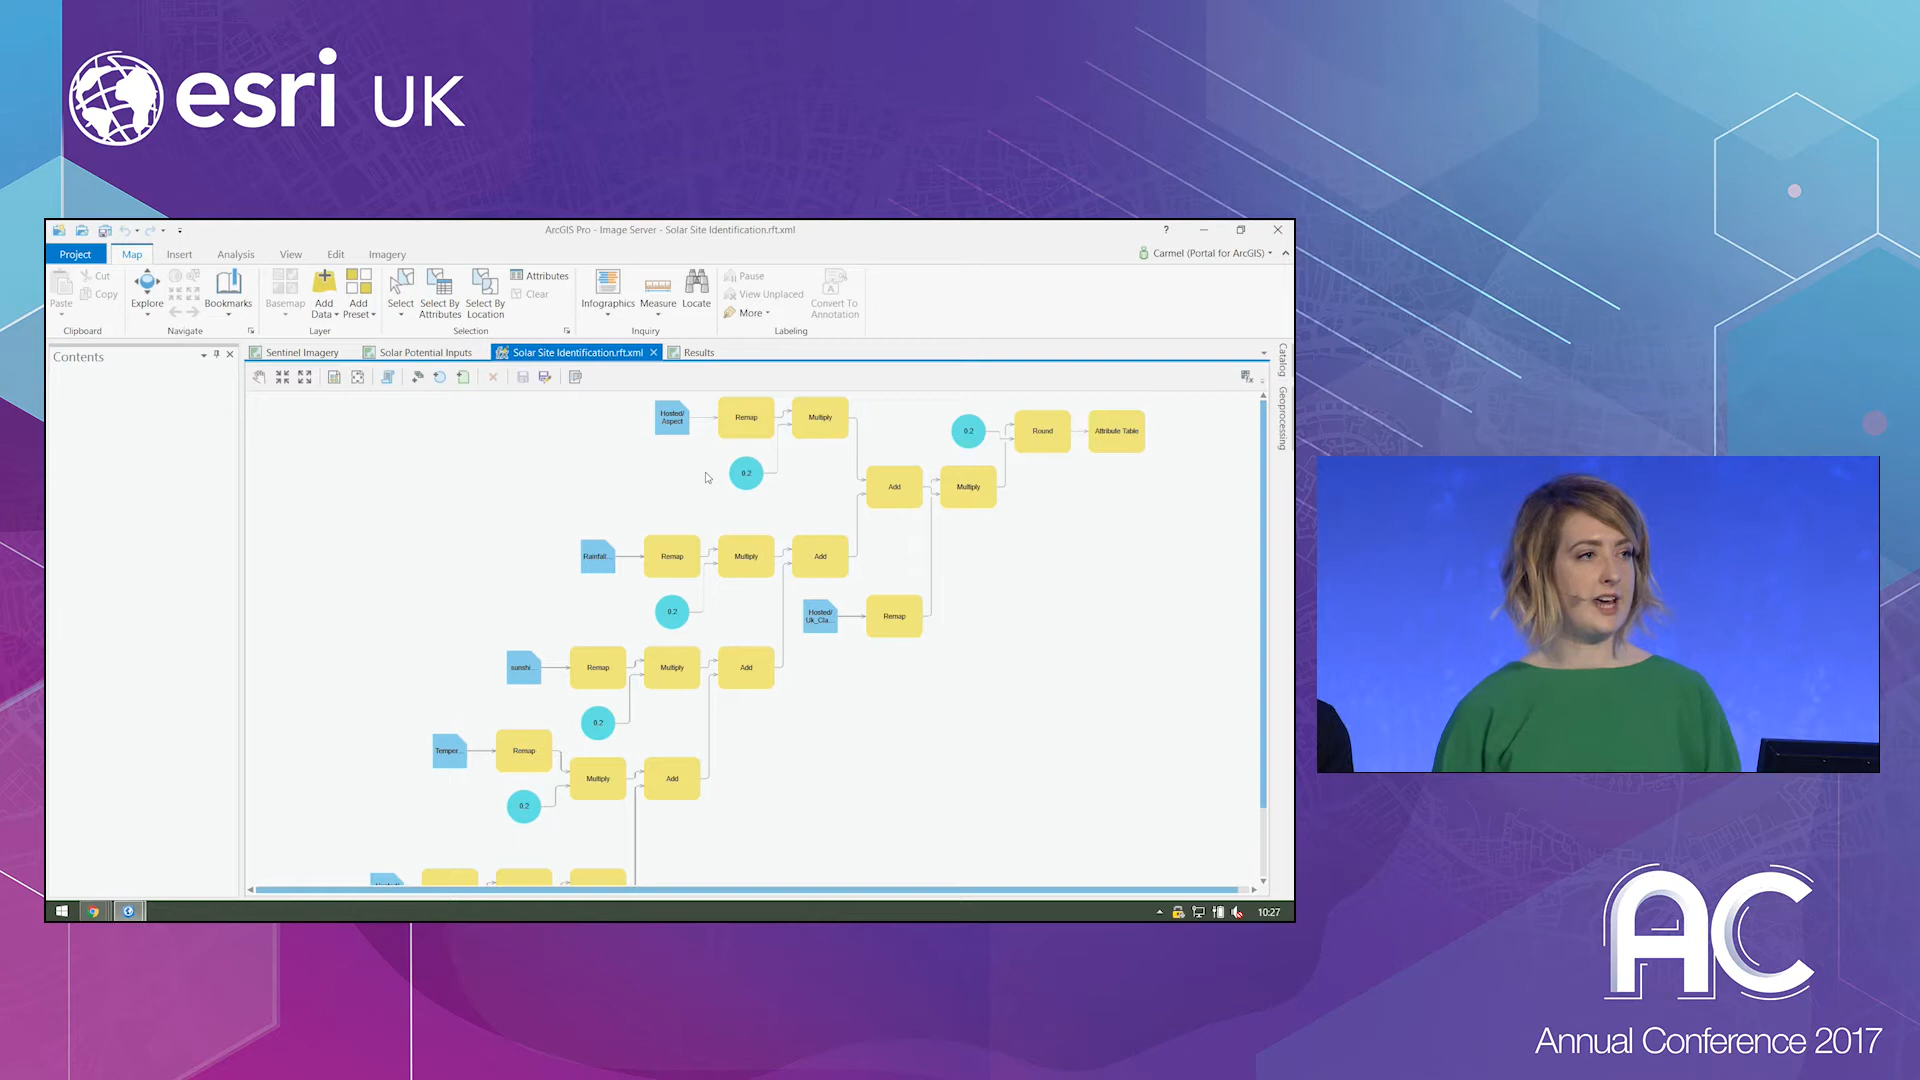 esri UK
ArcGIS Pro - Image Server - Solar Site Identification.rft.xml
?
Project Map Insert Analysis View Edit Imagery
Carmel (Portal for ArcGIS)
Paste
Cut
Copy
Clipboard
Explore
Bookmarks
Navigate
Basemap
Add Data
Add Preset
Layer
Select
Select By Attributes
Select By Location
Attributes
Clear
Selection
Infographics
Measure
Locate
Inquiry
Pause
View Unplaced
More
Convert To Annotation
Labeling
Contents
Sentinel Imagery
Solar Potential Inputs
Solar Site Identification.rft.xml
Results
Catalog
Geoprocessing
Hosted/
Aspect
Remap
Multiply
0.2
Round
Attribute Table
0.2
Add
Multiply
Rainfall...
Remap
Multiply
Add
0.2
Hosted/
Uk_Cla...
Remap
sunshi...
Remap
Multiply
Add
0.2
Temper...
Remap
Multiply
Add
0.2
10:27
AC
Annual Conference 2017